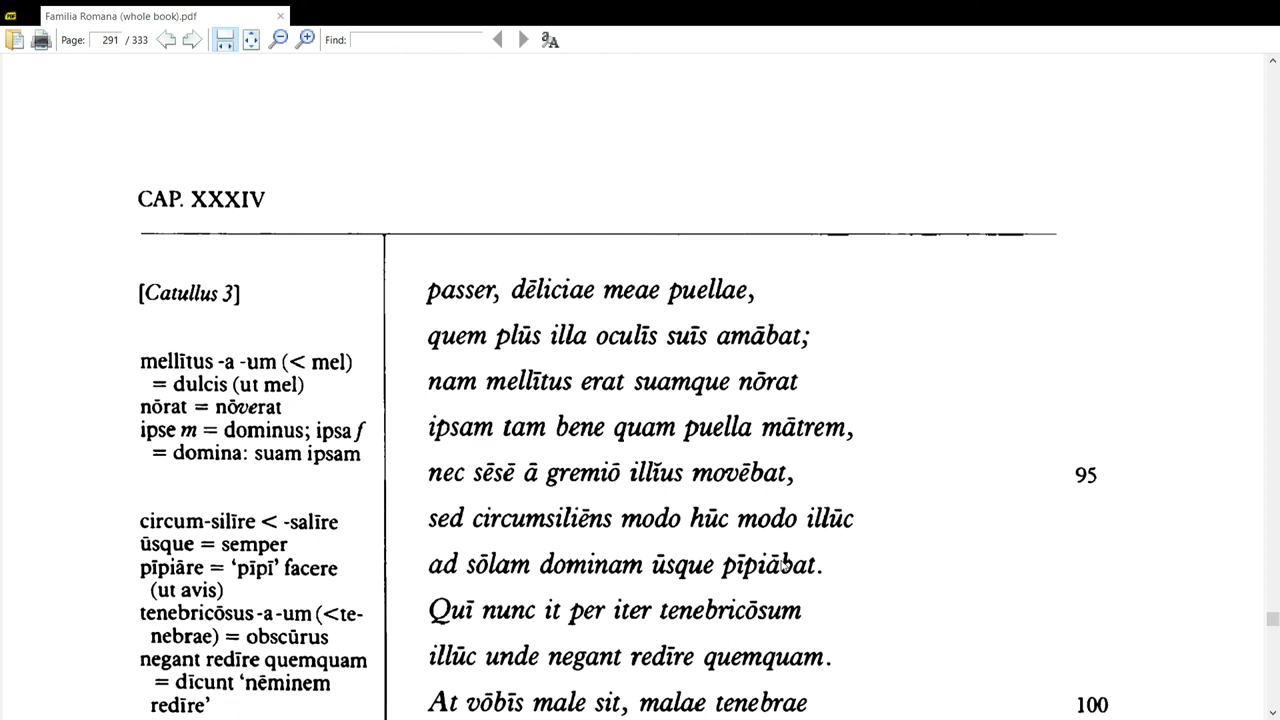 Familia Romana (whole book).pdf
Page: 291 / 333
Find:
CAP. XXXIV
[Catullus 3]
mellītus -a -um (< mel)
= dulcis (ut mel)
nōrat = nōverat
ipse m = dominus; ipsa f
= domina: suam ipsam
circum-silīre < -salīre
ūsque = semper
pīpiāre = 'pīpī' facere
(ut avis)
tenebricōsus -a -um (<te-
nebrae) = obscūrus
negant redīre quemquam
= dīcunt 'nēminem
redīre'
passer, dēliciae meae puellae,
quem plūs illa oculīs suīs amābat;
nam mellītus erat suamque nōrat
ipsam tam bene quam puella mātrem,
nec sēsē ā gremiō illĭus movēbat,
95
sed circumsiliēns modo hūc modo illūc
ad sōlam dominam ūsque pīpiābat.
Quī nunc it per iter tenebricōsum
illūc unde negant redīre quemquam.
At vōbīs male sit, malae tenebrae
100